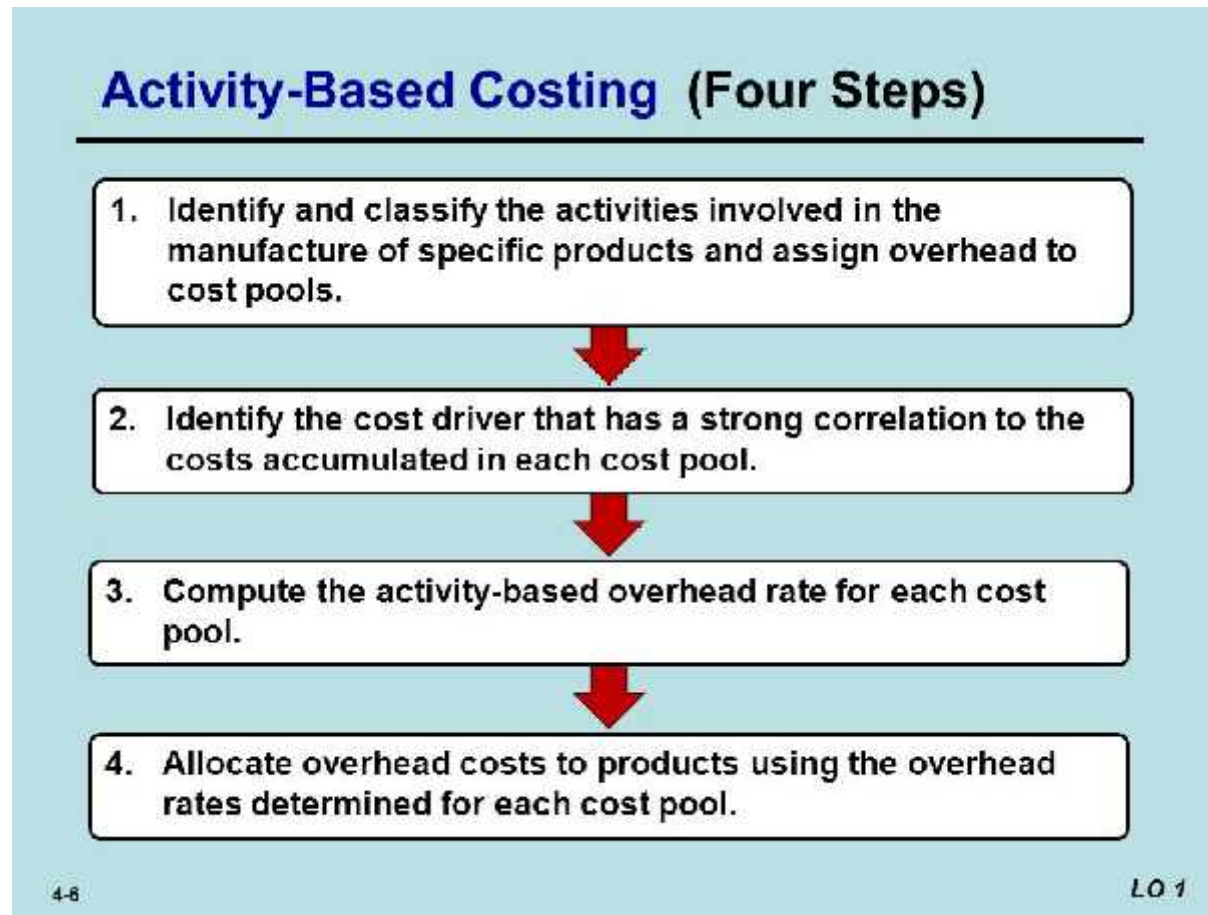 Activity-Based Costing (Four Steps)
1. Identify and classify the activities involved in the
manufacture of specific products and assign overhead to
cost pools.
2. Identify the cost driver that has a strong correlation to the
costs accumulated in each cost pool.
3. Compute the activity-based overhead rate for each cost
pool.
4. Allocate overhead costs to products using the overhead
rates determined for each cost pool.
4-6
LO 1